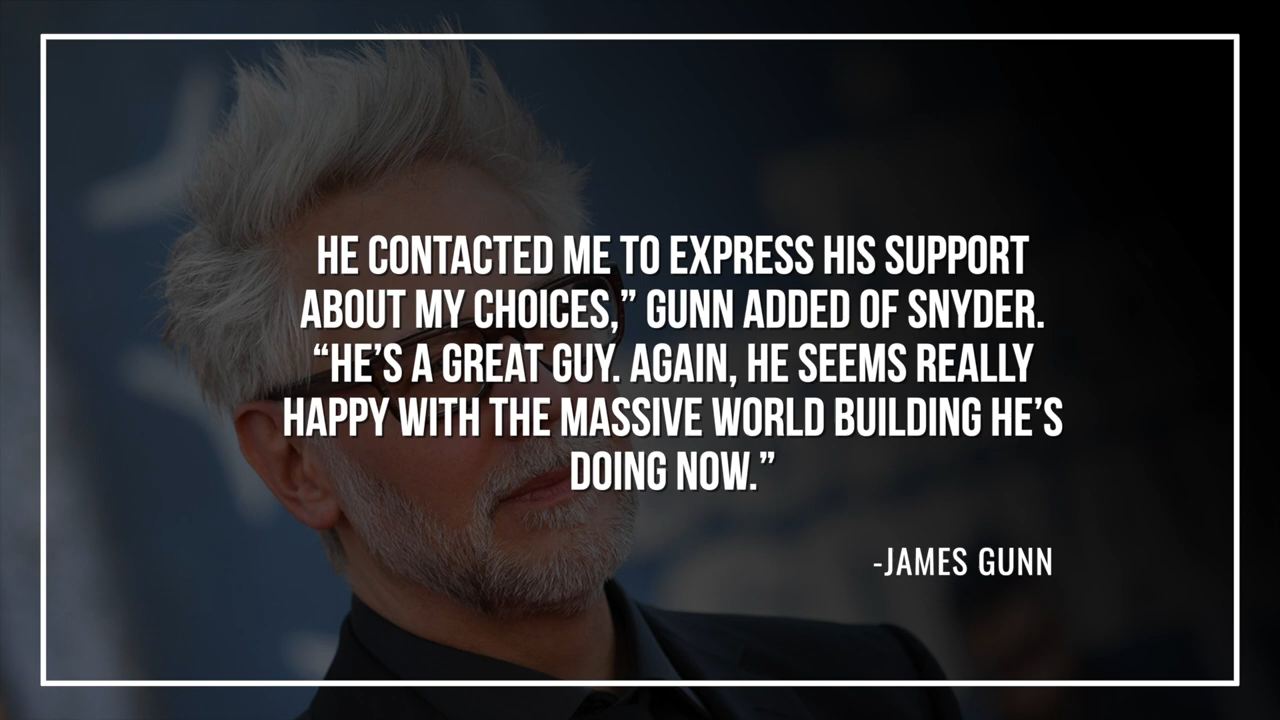 HE CONTACTED ME TO EXPRESS HIS SUPPORT
ABOUT MY CHOICES,” GUNN ADDED OF SNYDER.
“HE’S A GREAT GUY. AGAIN, HE SEEMS REALLY
HAPPY WITH THE MASSIVE WORLD BUILDING HE’S
DOING NOW.”
-JAMES GUNN